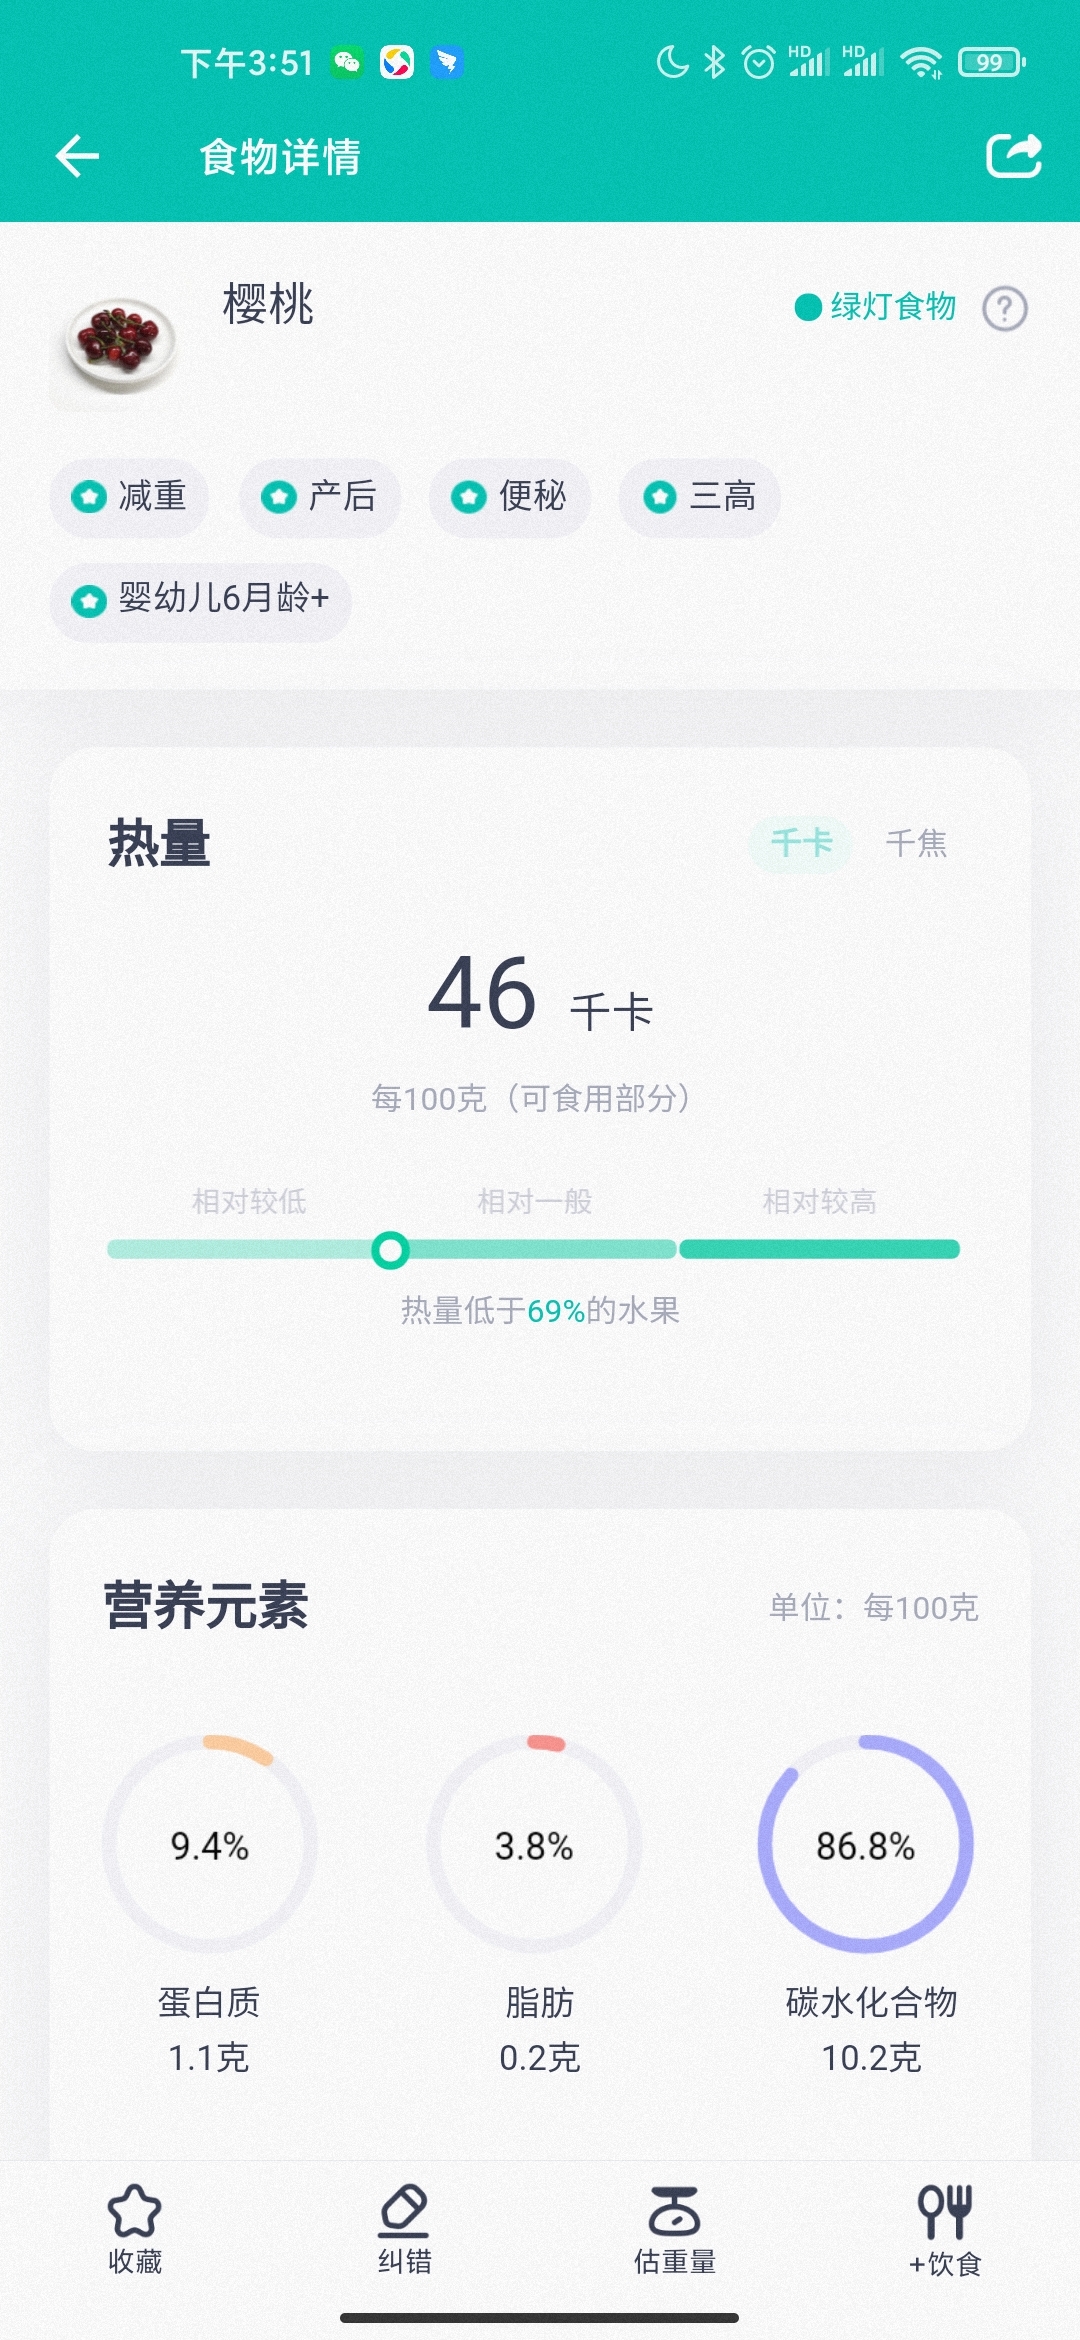 下午3:51
HD HD 99
食物详情
樱桃
绿灯食物 ?
减重 产后 便秘 三高
婴幼儿6月龄+
热量 千卡 千焦
46 千卡
每100克（可食用部分）
相对较低 相对一般 相对较高
热量低于69%的水果
营养元素 单位：每100克
9.4% 3.8% 86.8%
蛋白质 脂肪 碳水化合物
1.1克 0.2克 10.2克
收藏 纠错 估重量 +饮食